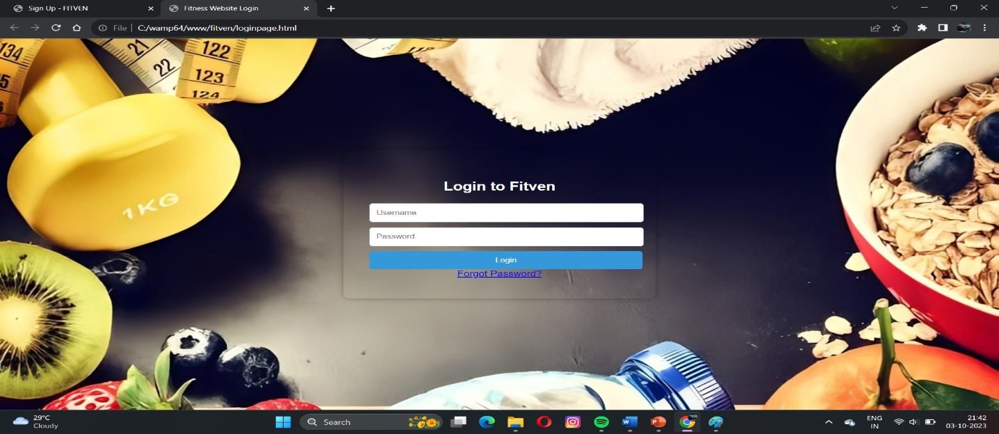 Sign Up - FITVEN
Fitness Website Login
File | C:/wamp64/www/fitven/loginpage.html
134
21
22
122
123
124
1KG
Login to Fitven
Username
Password
Login
Forgot Password?
29°C
Cloudy
Search
ENG
IN
21:42
03-10-2023